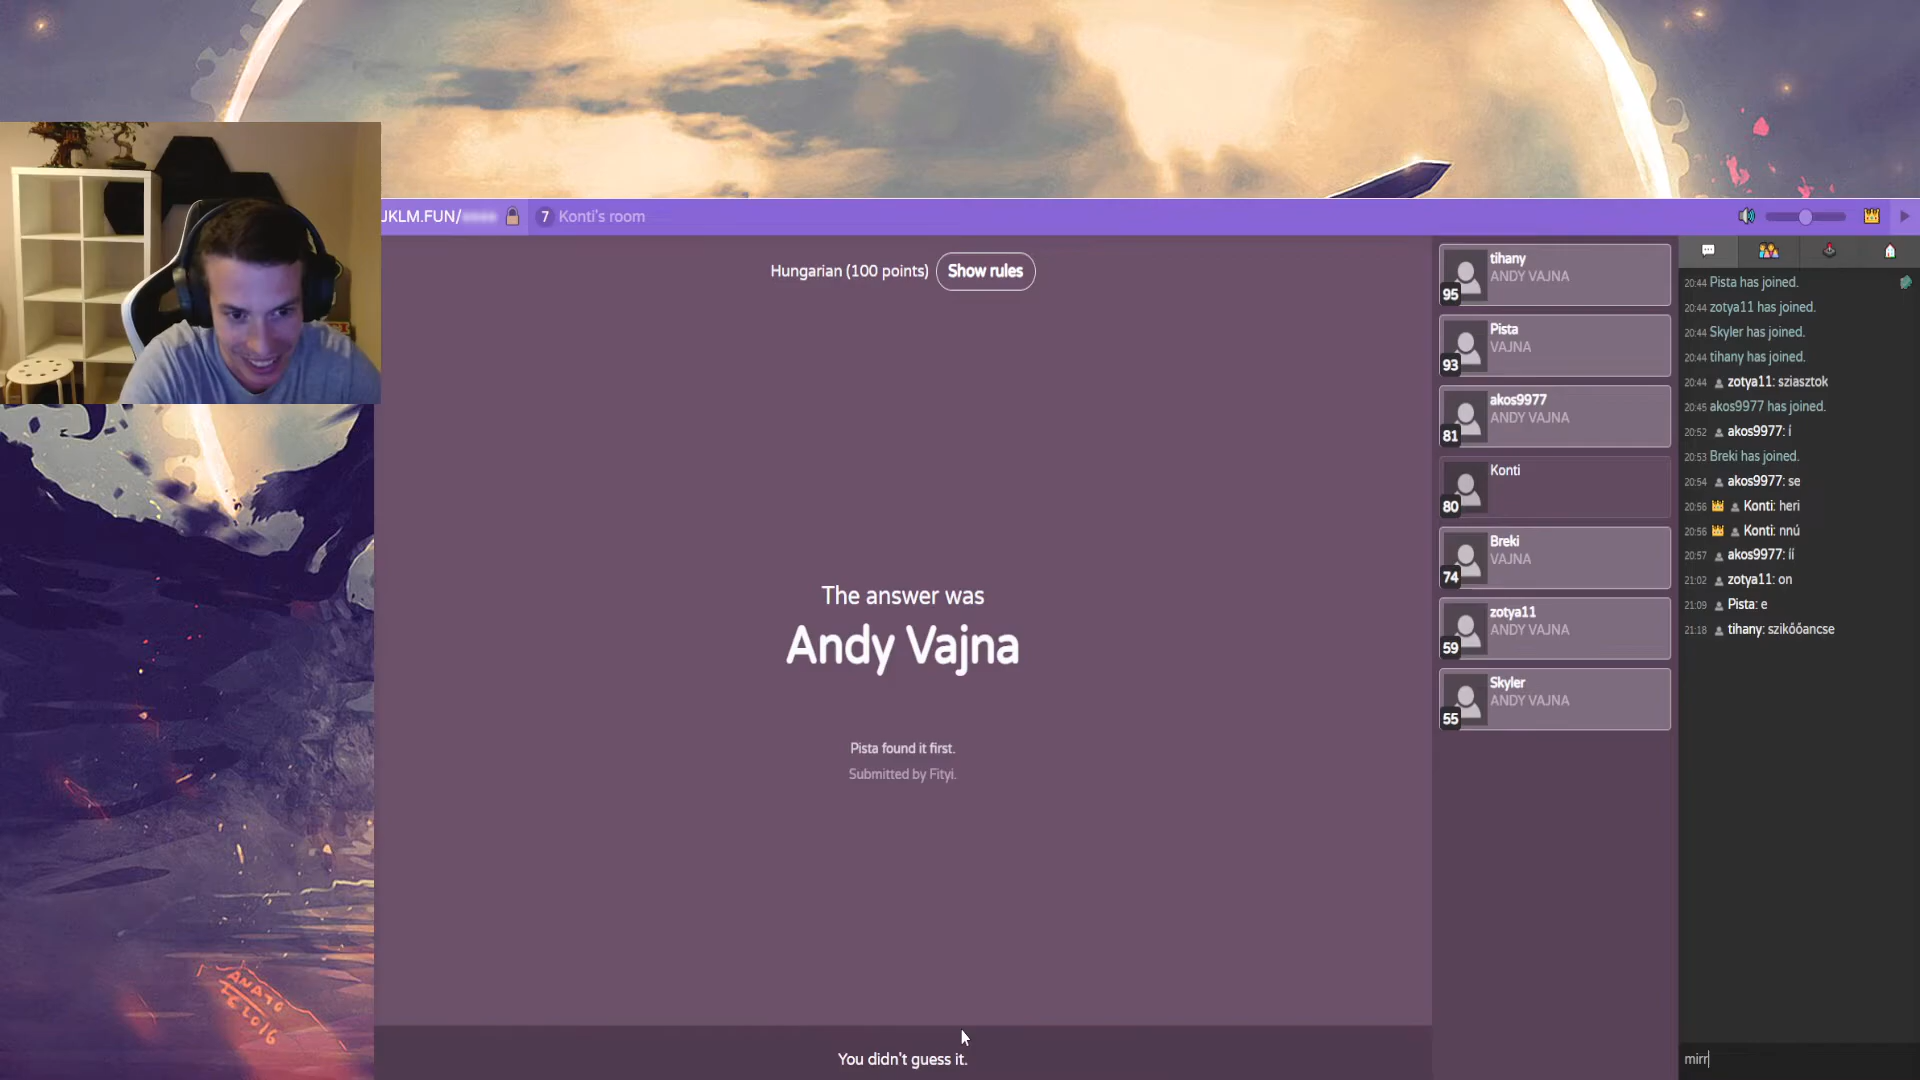 JKLM.FUN/
7 Konti's room
Hungarian (100 points) Show rules
The answer was
Andy Vajna
Pista found it first.
Submitted by Fityi.
You didn't guess it.
tihany
ANDY VAJNA
95
Pista
VAJNA
93
akos9977
ANDY VAJNA
81
Konti
80
Breki
VAJNA
74
zotya11
ANDY VAJNA
59
Skyler
ANDY VAJNA
55
20:44 Pista has joined.
20:44 zotya11 has joined.
20:44 Skyler has joined.
20:44 tihany has joined.
20:44 zotya11: sziasztok
20:45 akos9977 has joined.
20:52 akos9977: í
20:53 Breki has joined.
20:54 akos9977: se
20:56 Konti: heri
20:56 Konti: nnú
20:57 akos9977: íí
21:02 zotya11: on
21:09 Pista: e
21:18 tihany: szikőőancse
mirr